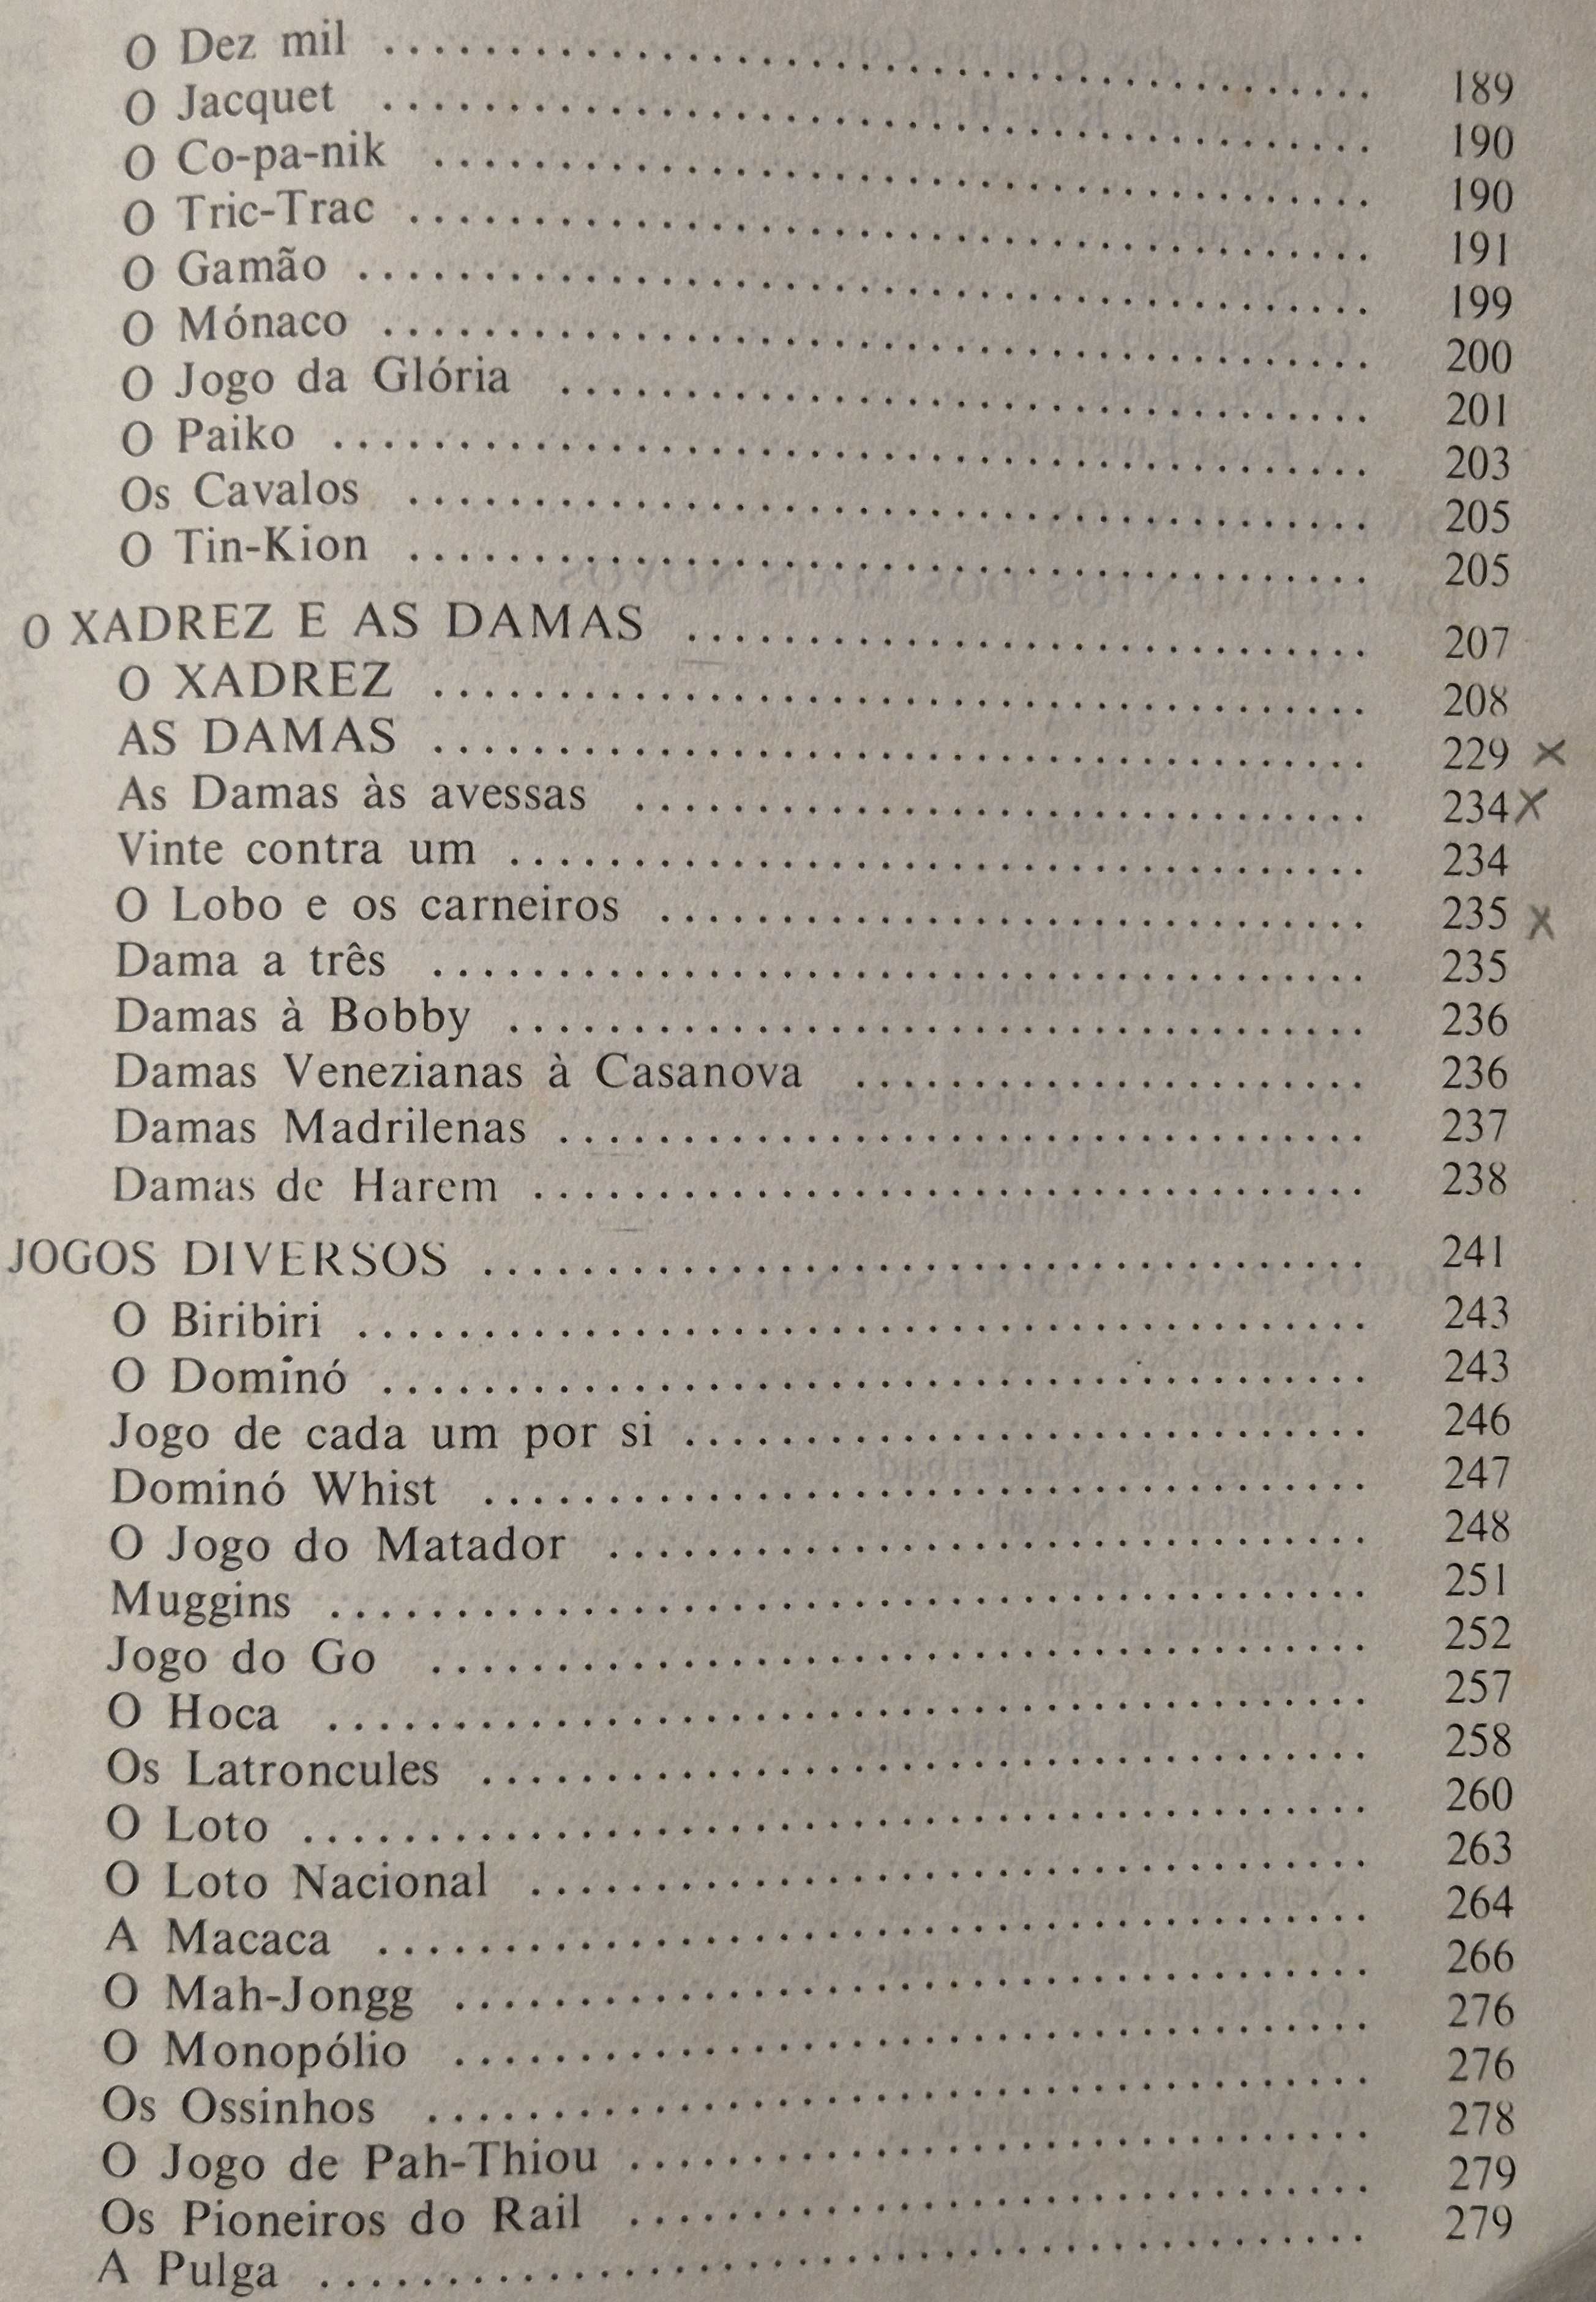 O Dez mil ........................................ 189
O Jacquet ........................................ 190
O Co-pa-nik ...................................... 190
O Tric-Trac ....................................... 191
O Gamão ......................................... 199
O Mónaco ........................................ 200
O Jogo da Glória ................................. 201
O Paiko .......................................... 203
Os Cavalos ....................................... 205
O Tin-Kion ....................................... 205
O XADREZ E AS DAMAS ............................ 207
O XADREZ ...................................... 208
AS DAMAS ...................................... 229 x
As Damas às avessas .............................. 234 x
Vinte contra um ................................... 234
O Lobo e os carneiros ............................. 235 x
Dama a três ...................................... 235
Damas à Bobby ................................... 236
Damas Venezianas à Casanova ..................... 236
Damas Madrilenas ................................. 237
Damas de Harem .................................. 238
JOGOS DIVERSOS .................................... 241
O Biribiri ......................................... 243
O Dominó ........................................ 243
Jogo de cada um por si ............................ 246
Dominó Whist .................................... 247
O Jogo do Matador ............................... 248
Muggins .......................................... 251
Jogo do Go ...................................... 252
O Hoca .......................................... 257
Os Latroncules .................................... 258
O Loto ........................................... 260
O Loto Nacional .................................. 263
A Macaca ........................................ 264
O Mah-Jongg ..................................... 266
O Monopólio ..................................... 276
Os Ossinhos ...................................... 276
O Jogo de Pah-Thiou .............................. 278
Os Pioneiros do Rail .............................. 279
A Pulga .......................................... 279